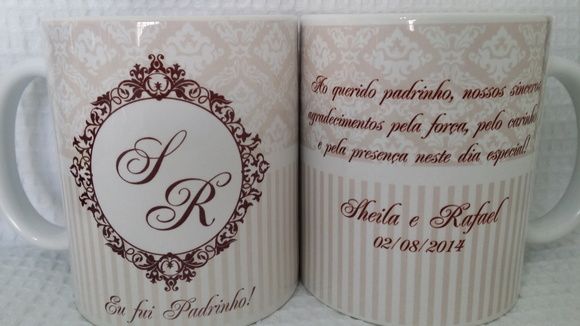 S
R
Eu fui Padrinho!
Ao querido padrinho, nossos sinceros
agradecimentos pela força, pelo carinho
e pela presença neste dia especial!
Sheila e Rafael
02/08/2014